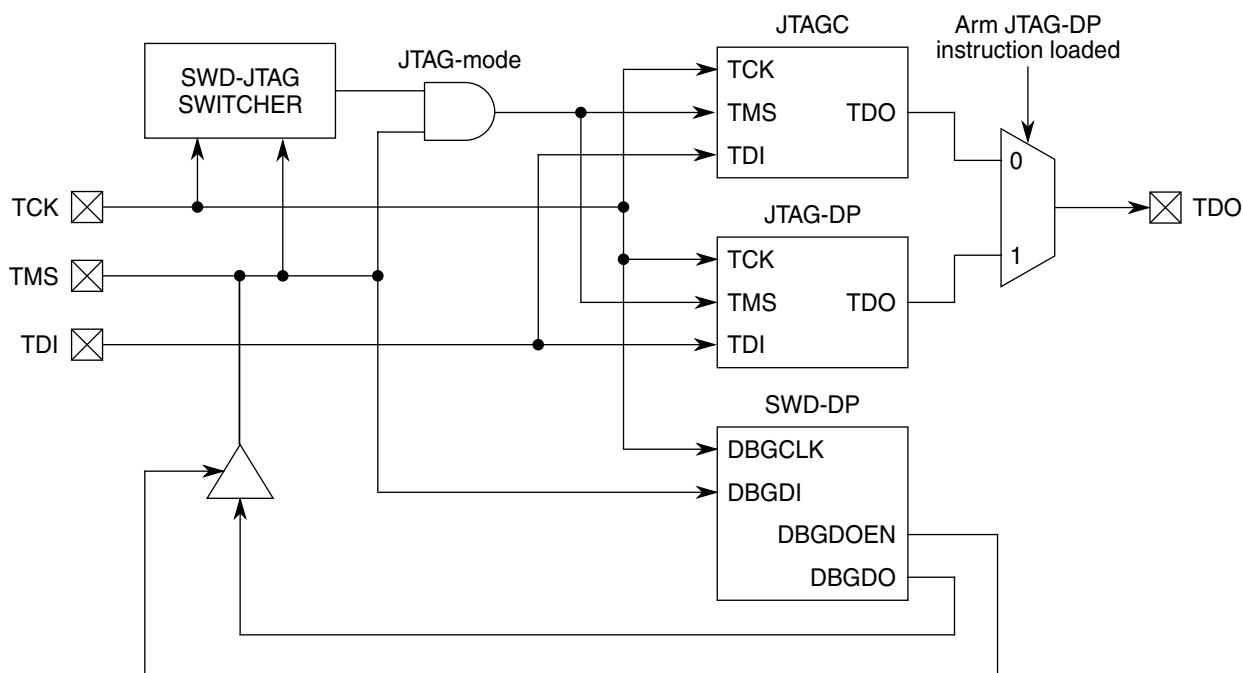 JTAGC
Arm JTAG-DP
instruction loaded
JTAG-mode
SWD-JTAG
SWITCHER
TCK
TMS
TDO
TDI
0
TCK
TDO
JTAG-DP
TMS
TCK
1
TMS
TDO
TDI
TDI
SWD-DP
DBGCLK
DBGDI
DBGDOEN
DBGDO